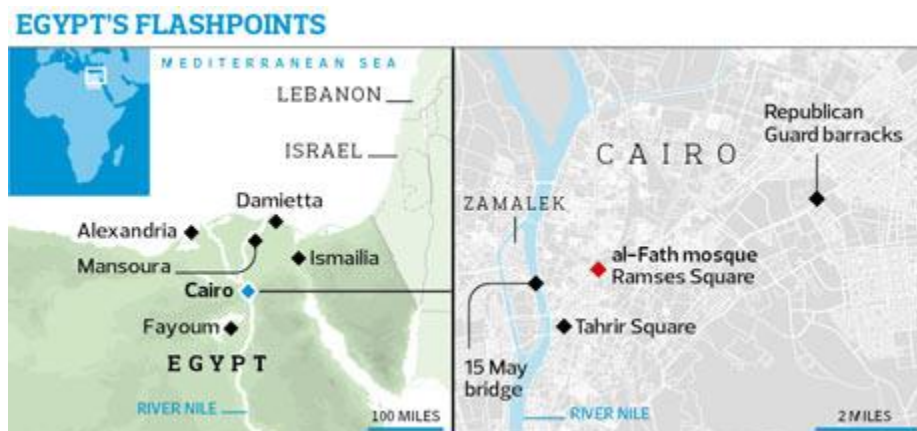 EGYPT'S FLASHPOINTS
MEDITERRANEAN SEA
LEBANON
ISRAEL
Damietta
Alexandria
Mansoura
Ismailia
Cairo
Fayoum
EGYPT
RIVER NILE
100 MILES
Republican
Guard barracks
CAIRO
ZAMALEK
al-Fath mosque
Ramses Square
Tahrir Square
15 May
bridge
RIVER NILE
2 MILES